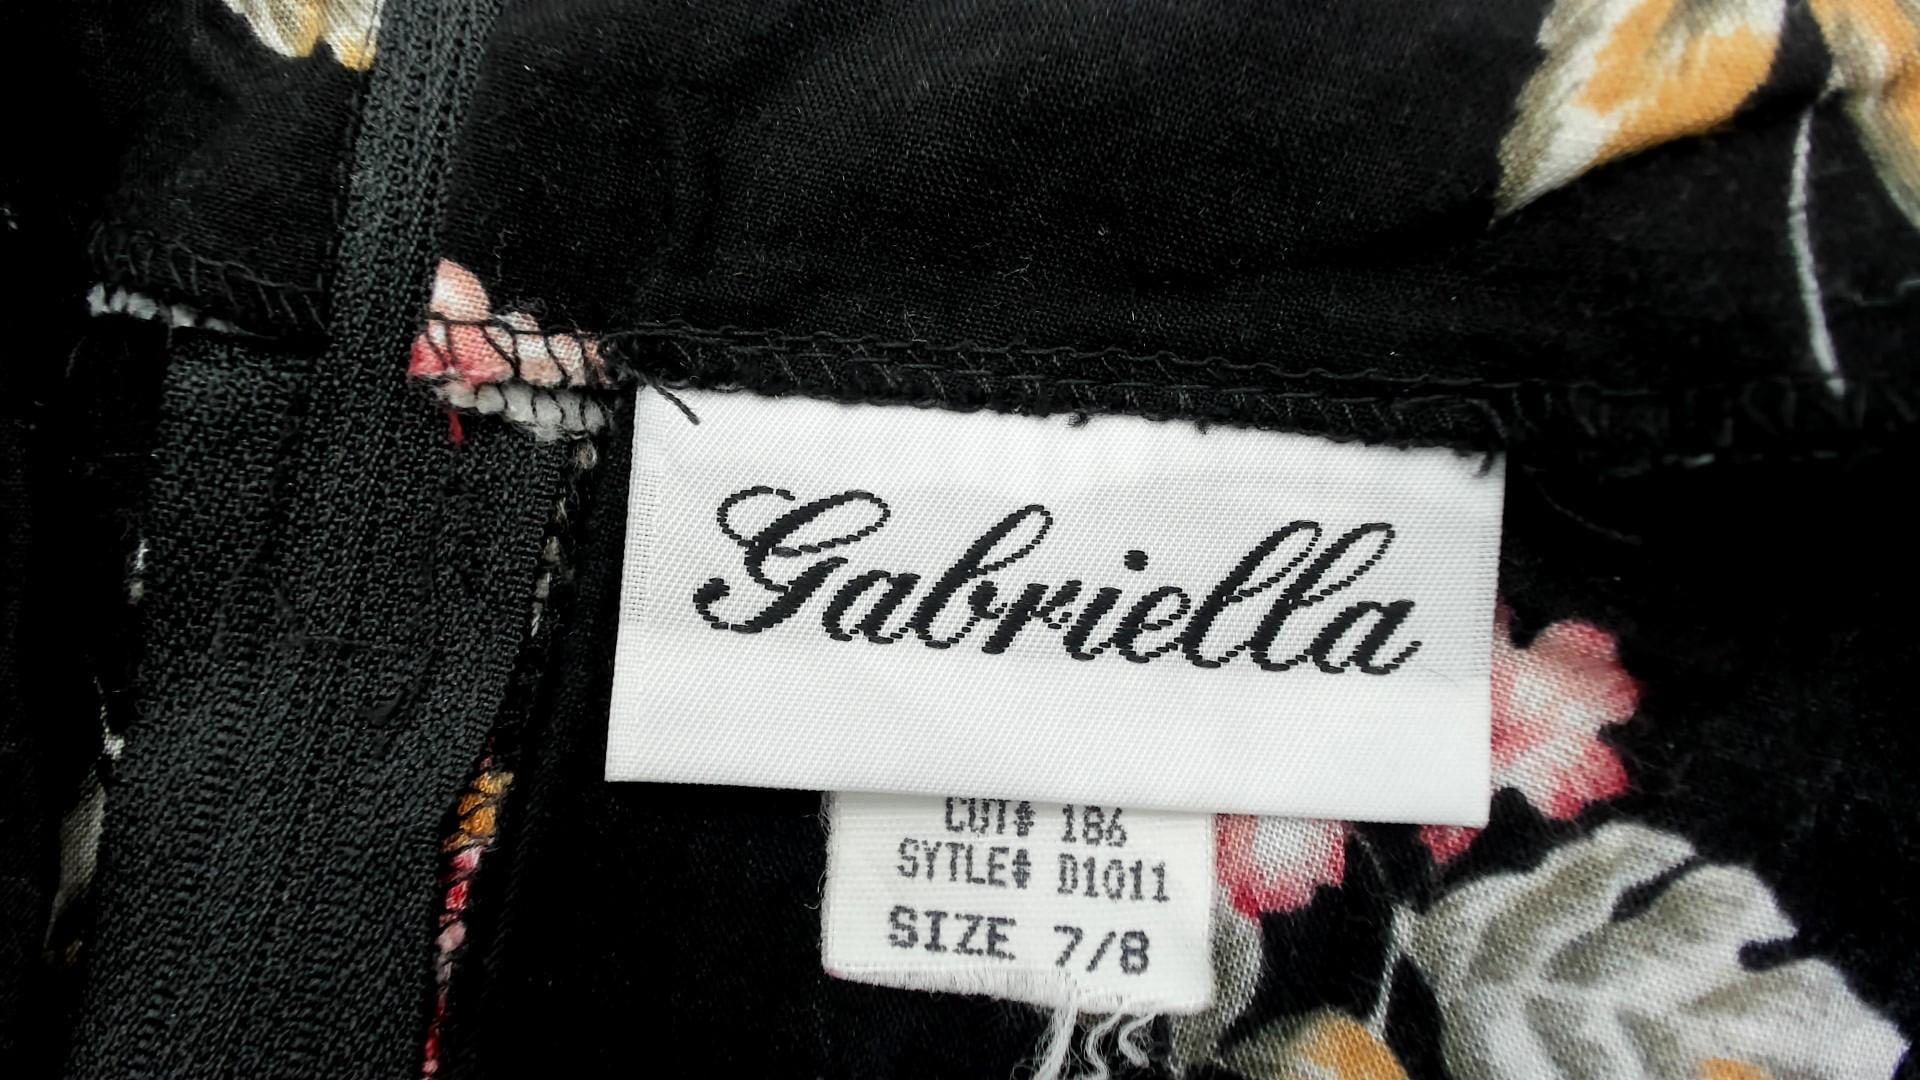 Gabriella
CUT# 186
SYTLE# D1011
SIZE 7/8